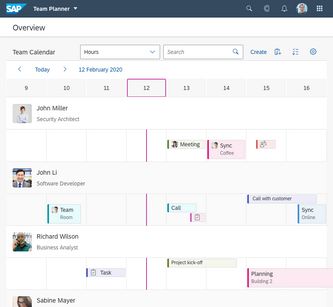 SAP Team Planner
Overview
Team Calendar Hours Search Create
Today 12 February 2020
9 10 11 12 13 14 15 16
John Miller
Security Architect
Meeting
Sync
Coffee
John Li
Software Developer
Call with customer
Team
Room
Call
Sync
Online
Richard Wilson
Business Analyst
Project kick-off
Task
Planning
Building 2
Sabine Mayer